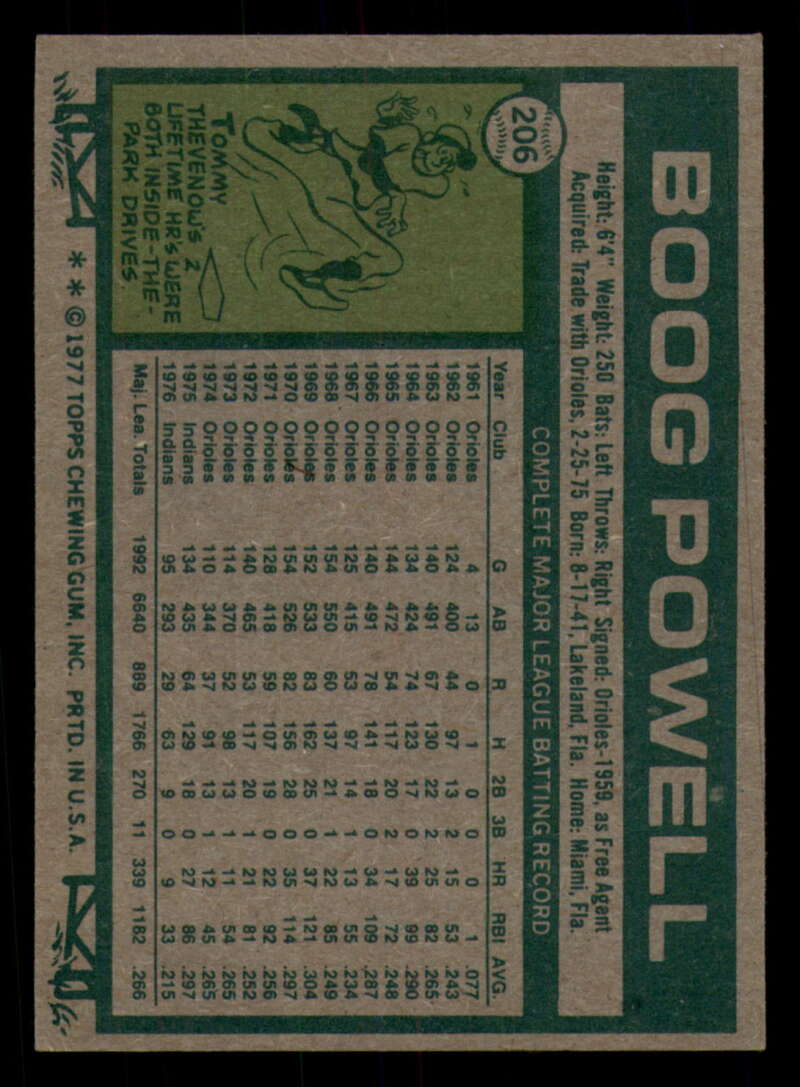 BOOG POWELL
206
Height: 6'4" Weight: 250 Bats: Left Throws: Right Signed: Orioles-1959, as Free Agent
Acquired: Trade with Orioles, 2-25-75 Born: 8-17-41, Lakeland, Fla. Home: Miami, Fla.
COMPLETE MAJOR LEAGUE BATTING RECORD
Year Club G AB R H 2B 3B HR RBI AVG.
1961 Orioles 4 13 0 1 0 0 0 1 .077
1962 Orioles 124 400 44 97 13 2 15 53 .243
1963 Orioles 140 491 67 130 22 2 25 82 .265
1964 Orioles 134 424 74 123 17 0 39 99 .290
1965 Orioles 144 472 54 117 20 2 17 72 .248
1966 Orioles 140 491 78 141 18 0 34 109 .287
1967 Orioles 125 415 53 97 14 1 13 55 .234
1968 Orioles 154 550 60 137 21 1 22 85 .249
1969 Orioles 152 533 83 162 25 0 37 121 .304
1970 Orioles 154 526 82 156 28 0 35 114 .297
1971 Orioles 128 418 59 107 19 0 22 92 .256
1972 Orioles 140 465 53 117 20 1 21 81 .252
1973 Orioles 114 370 52 98 13 1 11 54 .265
1974 Orioles 110 344 37 91 13 1 12 45 .265
1975 Indians 134 435 64 129 18 0 27 86 .297
1976 Indians 95 293 29 63 9 0 9 33 .215
Maj. Lea. Totals 1992 6640 889 1766 270 11 339 1182 .266
TOMMY
THEVENOW'S 2
LIFETIME HR'S WERE
BOTH INSIDE-THE-
PARK DRIVES.
* * © 1977 TOPPS CHEWING GUM, INC. PRTD. IN U.S.A.